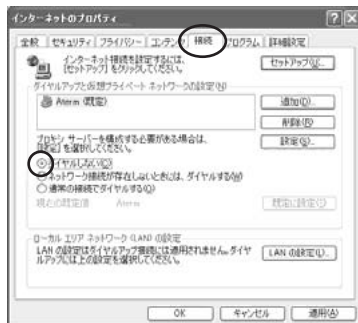 インターネットのプロパティ
全般 セキュリティ プライバシー コンテンツ 接続 プログラム 詳細設定
インターネット接続を設定するには、
[セットアップ] をクリックしてください。
セットアップ(U)...
ダイヤルアップと仮想プライベート ネットワークの設定(N)
Aterm (既定)
追加(D)...
削除(R)
プロキシ サーバーを構成する必要がある場合は、
[設定] を選択してください。
設定(S)...
ダイヤルしない(C)
ネットワーク接続が存在しないときには、ダイヤルする(W)
通常の接続でダイヤルする(O)
現在の既定値 Aterm
既定に設定(E)
ローカル エリア ネットワーク (LAN) の設定
LAN の設定はダイヤルアップ接続には適用されません。ダイヤ
ルアップには上の設定を選択してください。
LAN の設定(L)...
OK キャンセル 適用(A)